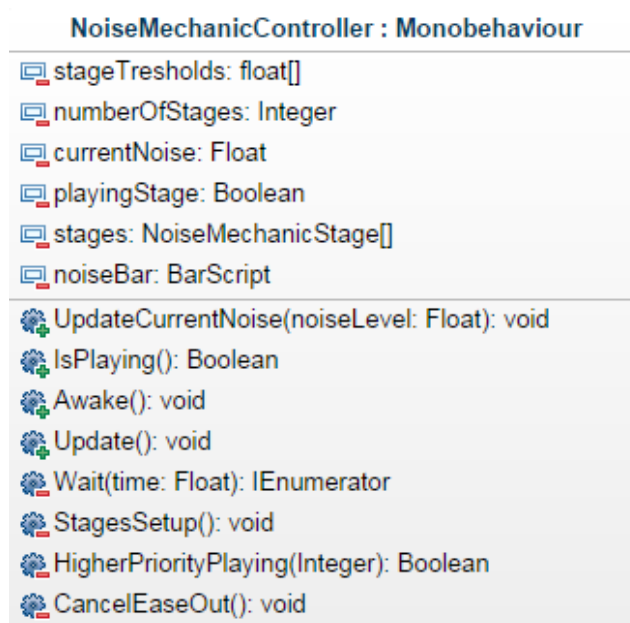 NoiseMechanicController : Monobehaviour
stageTresholds: float[]
numberOfStages: Integer
currentNoise: Float
playingStage: Boolean
stages: NoiseMechanicStage[]
noiseBar: BarScript
UpdateCurrentNoise(noiseLevel: Float): void
IsPlaying(): Boolean
Awake(): void
Update(): void
Wait(time: Float): IEnumerator
StagesSetup(): void
HigherPriorityPlaying(Integer): Boolean
CancelEaseOut(): void